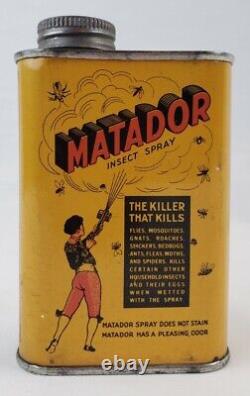 MATADOR
INSECT SPRAY
THE KILLER
THAT KILLS
FLIES, MOSQUITOES,
GNATS, ROACHES,
SKEETERS, BEDBUGS
ANTS, FLEAS, MOTHS,
AND SPIDERS. KILLS
CERTAIN OTHER
HOUSEHOLD INSECTS
AND THEIR EGGS
WHEN WETTED
WITH THE SPRAY.
MATADOR SPRAY DOES NOT STAIN
MATADOR HAS A PLEASING ODOR